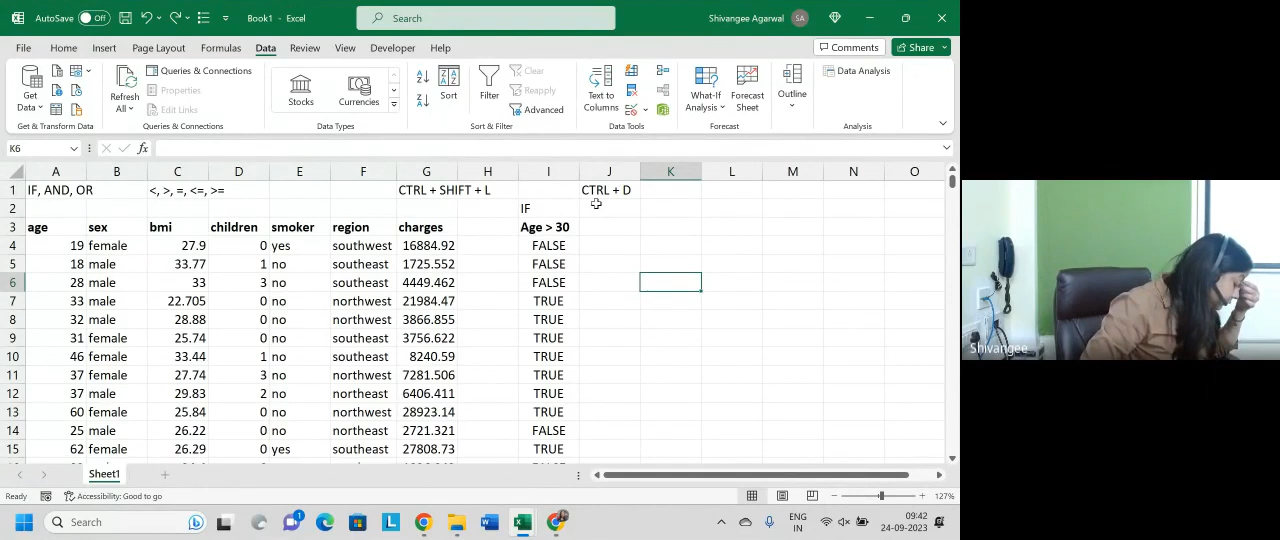 AutoSave Off Book1 - Excel Search Shivangee Agarwal SA
File Home Insert Page Layout Formulas Data Review View Developer Help Comments Share
Get Data Refresh All Queries & Connections Properties Edit Links Stocks Currencies Sort Filter Clear Reapply Advanced Text to Columns What-If Analysis Forecast Sheet Outline Data Analysis
Get & Transform Data Queries & Connections Data Types Sort & Filter Data Tools Forecast Analysis
K6 fx
A B C D E F G H I J K L M N O
1 IF, AND, OR <, >, =, <=, >= CTRL + SHIFT + L CTRL + D
2 IF
3 age sex bmi children smoker region charges Age > 30
4 19 female 27.9 0 yes southwest 16884.92 FALSE
5 18 male 33.77 1 no southeast 1725.552 FALSE
6 28 male 33 3 no southeast 4449.462 FALSE
7 33 male 22.705 0 no northwest 21984.47 TRUE
8 32 male 28.88 0 no northwest 3866.855 TRUE
9 31 female 25.74 0 no southeast 3756.622 TRUE
10 46 female 33.44 1 no southeast 8240.59 TRUE
11 37 female 27.74 3 no northwest 7281.506 TRUE
12 37 male 29.83 2 no northeast 6406.411 TRUE
13 60 female 25.84 0 no northwest 28923.14 TRUE
14 25 male 26.22 0 no northeast 2721.321 FALSE
15 62 female 26.29 0 yes southeast 27808.73 TRUE
Sheet1
Ready Accessibility: Good to go 127%
Search 1 L ENG IN 09:42 24-09-2023
Shivangee